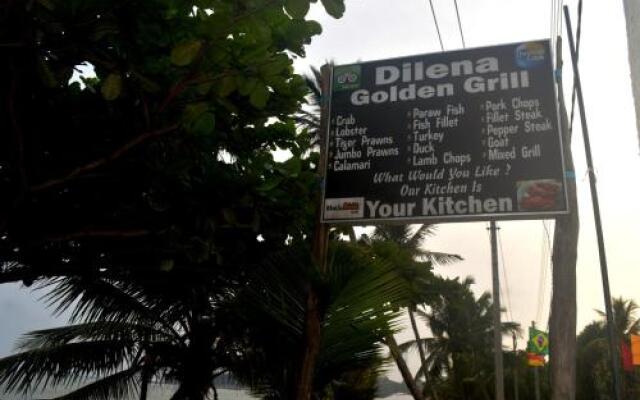 Dilena
Golden Grill
Crab
Lobster
Tiger Prawns
Jumbo Prawns
Calamari
Paraw Fish
Fish Fillet
Turkey
Duck
Lamb Chops
Pork Chops
Fillet Steak
Pepper Steak
Goat
Mixed Grill
What Would You Like ?
Our Kitchen Is
Your Kitchen